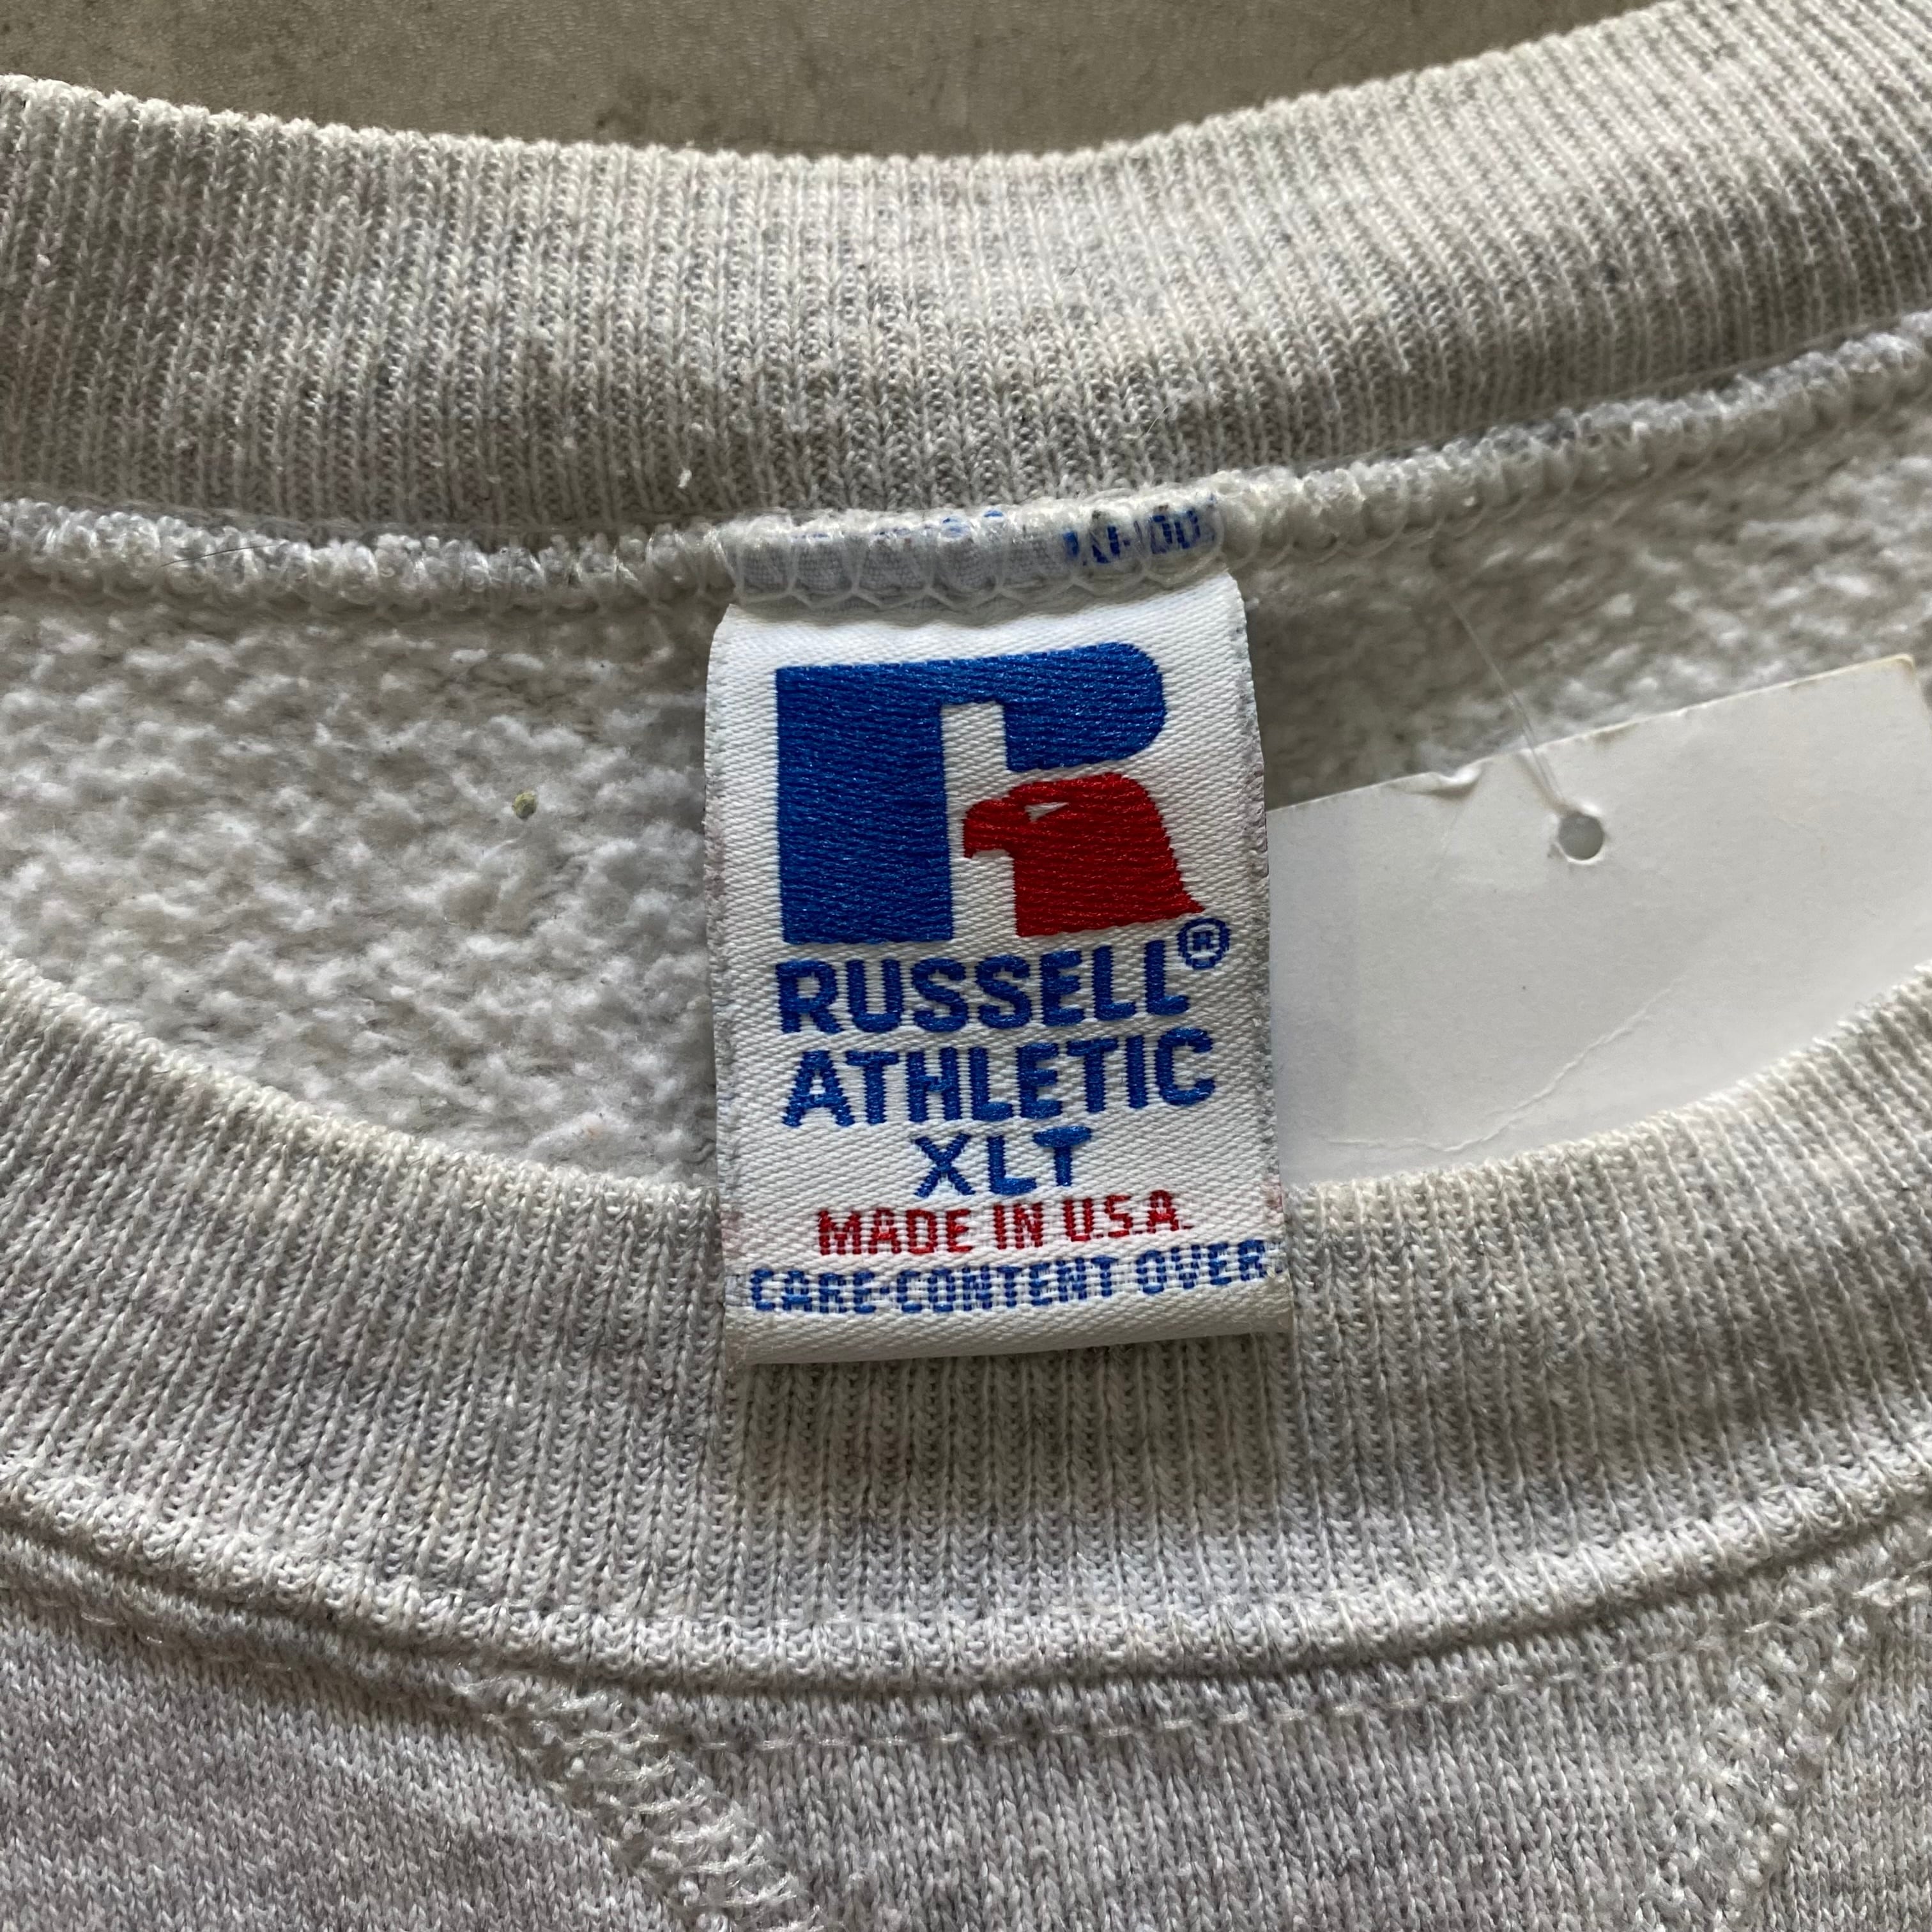 RUSSELL®
ATHLETIC
XLT
MADE IN U.S.A.
CARE-CONTENT OVER